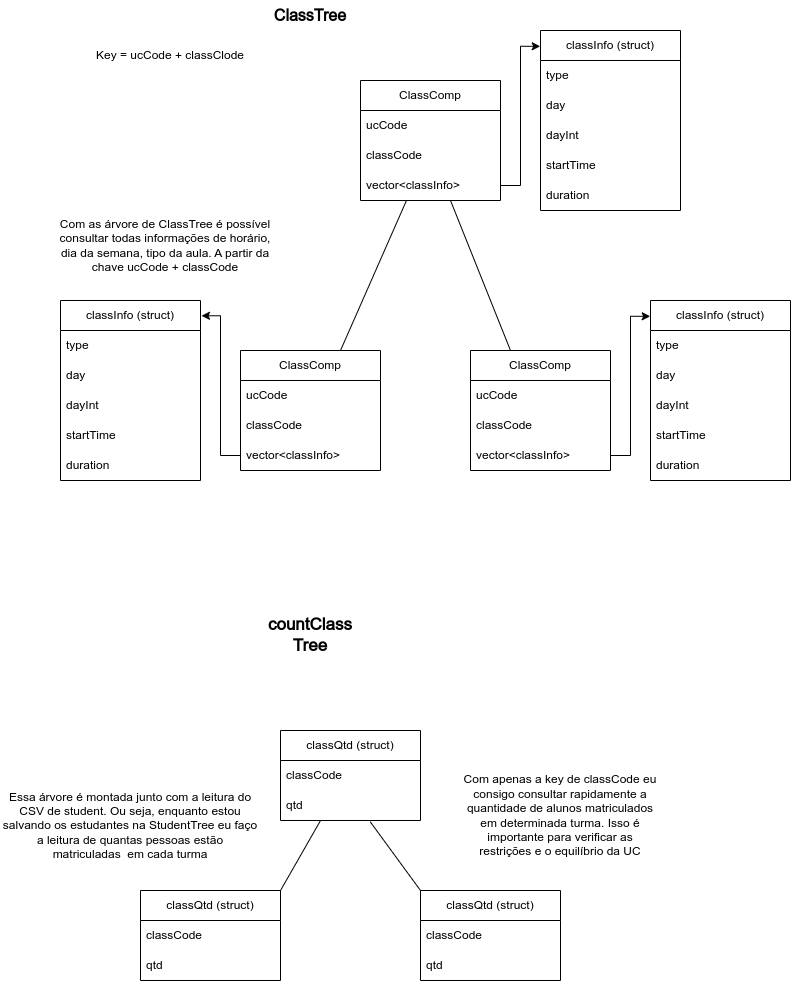 ClassTree
Key = ucCode + classClode
classInfo (struct)
type
day
dayInt
startTime
duration
ClassComp
ucCode
classCode
vector<classInfo>
Com as árvore de ClassTree é possível
consultar todas informações de horário,
dia da semana, tipo da aula. A partir da
chave ucCode + classCode
classInfo (struct)
type
day
dayInt
startTime
duration
ClassComp
ucCode
classCode
vector<classInfo>
ClassComp
ucCode
classCode
vector<classInfo>
classInfo (struct)
type
day
dayInt
startTime
duration
countClass
Tree
classQtd (struct)
classCode
qtd
Essa árvore é montada junto com a leitura do
CSV de student. Ou seja, enquanto estou
salvando os estudantes na StudentTree eu faço
a leitura de quantas pessoas estão
matriculadas  em cada turma
Com apenas a key de classCode eu
consigo consultar rapidamente a
quantidade de alunos matriculados
em determinada turma. Isso é
importante para verificar as
restrições e o equilíbrio da UC
classQtd (struct)
classCode
qtd
classQtd (struct)
classCode
qtd